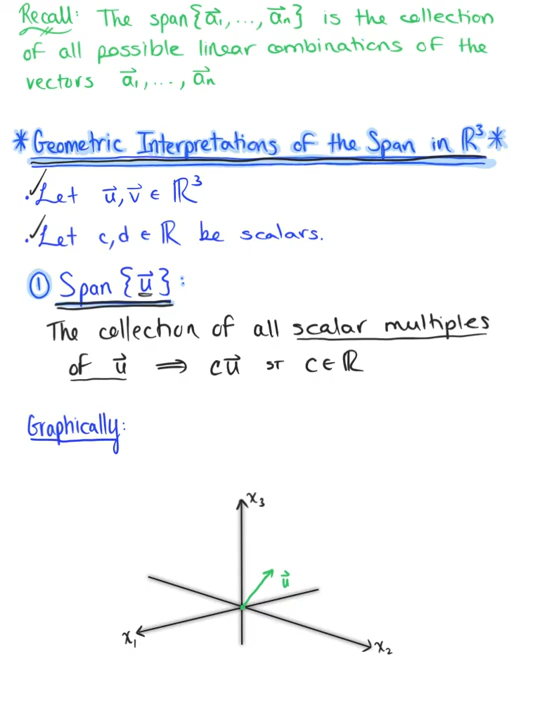 Recall: The span{a⃗₁,..., a⃗ₙ} is the collection
of all possible linear combinations of the
vectors a⃗₁,..., a⃗ₙ
*Geometric Interpretations of the Span in ℝ³*
✓• Let u⃗, v⃗ ∈ ℝ³
✓• Let c, d ∈ ℝ be scalars.
① Span {u⃗}:
The collection of all scalar multiples
of u⃗ ⟹ cu⃗ ST c ∈ ℝ
Graphically:
x₃
u⃗
x₁
x₂